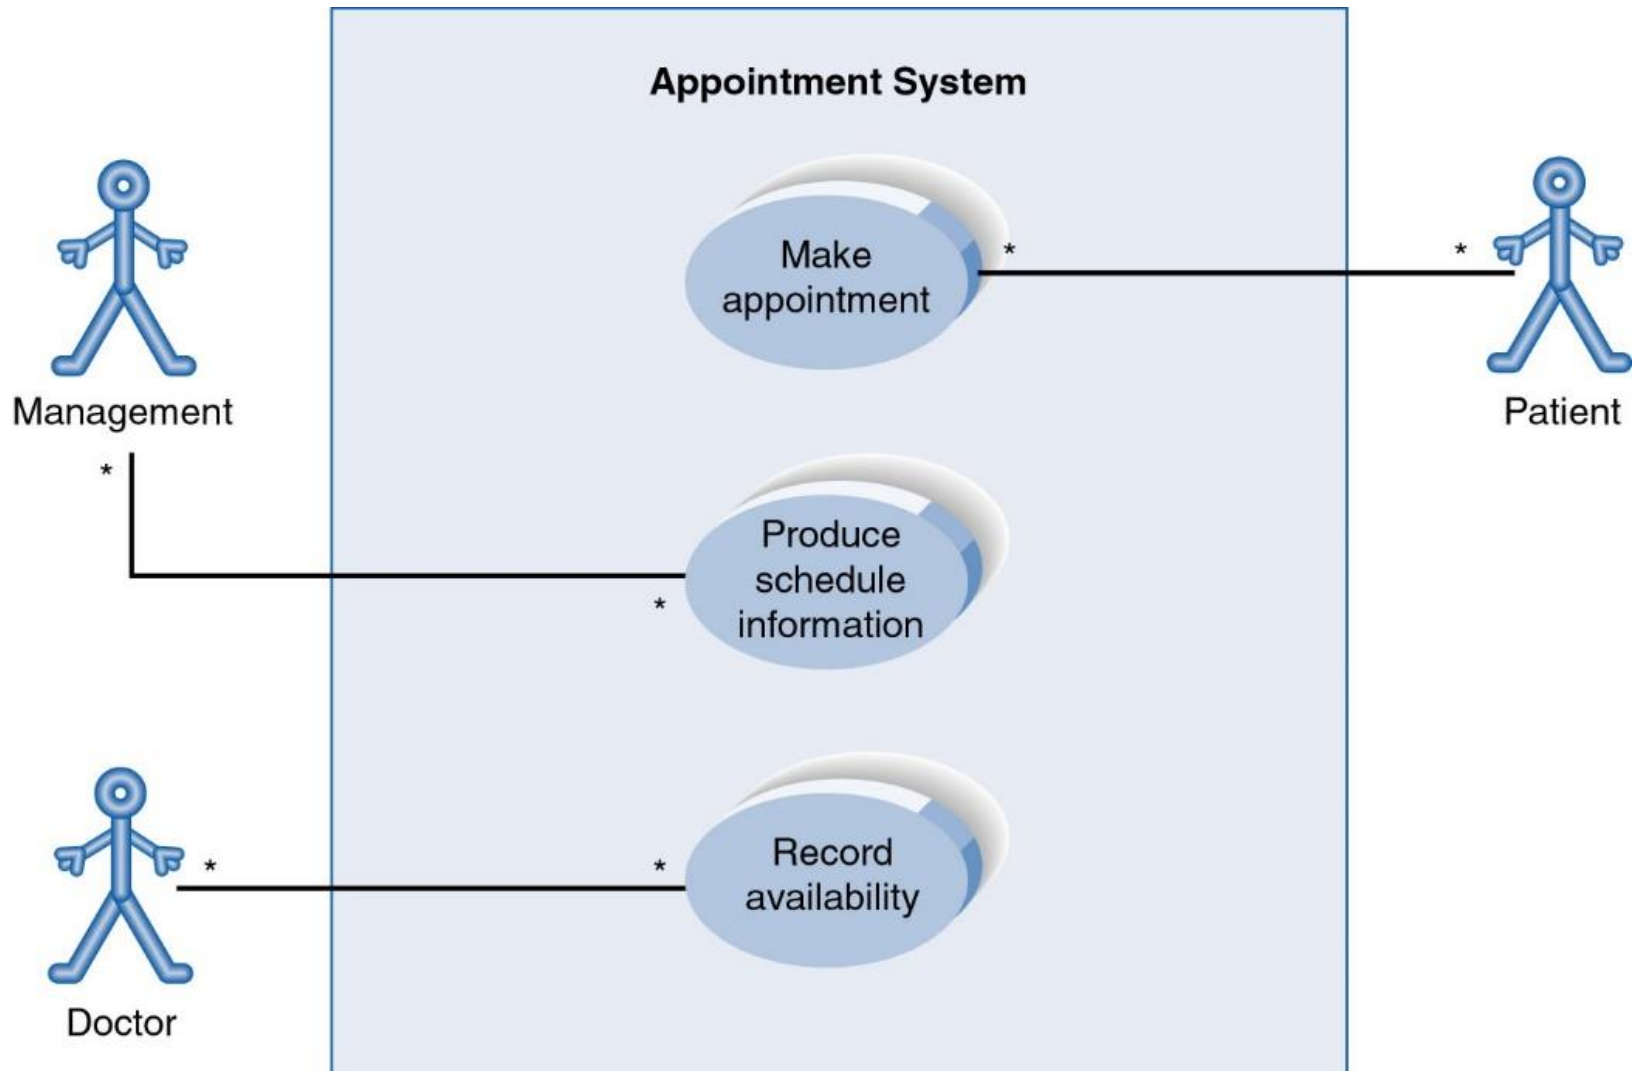 Appointment System
Make
appointment
*
*
Management
Patient
*
Produce
schedule
information
*
Record
availability
*
*
Doctor